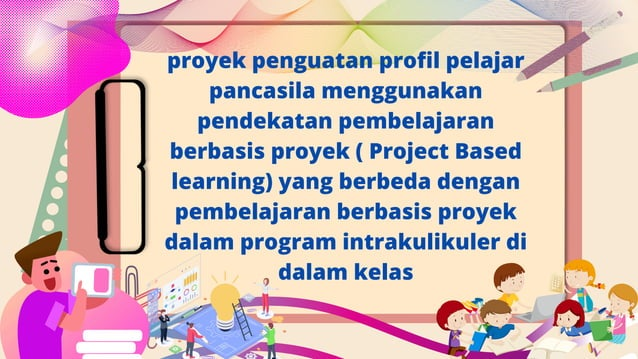 proyek penguatan profil pelajar
pancasila menggunakan
pendekatan pembelajaran
berbasis proyek ( Project Based
learning) yang berbeda dengan
pembelajaran berbasis proyek
dalam program intrakulikuler di
dalam kelas